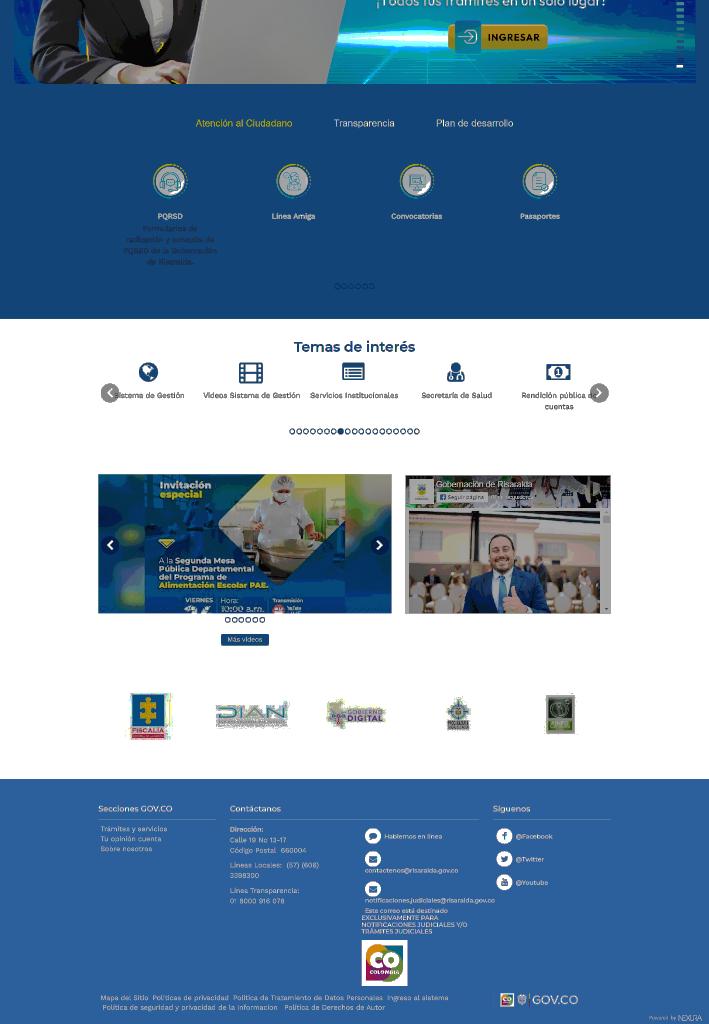 ¡Todos tus trámites en un solo lugar!
INGRESAR
Atención al Ciudadano Transparencia Plan de desarrollo
PQRSD Línea Amiga Convocatorias Pasaportes
Formularios de
radicación y consulta de
PQRSD de la Gobernación
de Risaralda.
Temas de interés
Sistema de Gestión Videos Sistema de Gestión Servicios Institucionales Secretaría de Salud Rendición pública de
cuentas
Invitación
especial
A la Segunda Mesa
Pública Departamental
del Programa de
Alimentación Escolar PAE.
VIERNES Hora: Transmisión
10:00 a.m.
Gobernación de Risaralda
Seguir página
Más videos
FISCALIA
DIAN
GOBIERNO
DIGITAL
PROCURADURIA
Secciones GOV.CO
Trámites y servicios
Tu opinión cuenta
Sobre nosotros
Contáctanos
Dirección:
Calle 19 No 13-17
Código Postal 660004
Líneas Locales: (57) (606)
3398300
Línea Transparencia:
01 8000 916 078
Hablemos en línea
contactenos@risaralda.gov.co
notificaciones.judiciales@risaralda.gov.co
Este correo está destinado
EXCLUSIVAMENTE PARA
NOTIFICACIONES JUDICIALES Y/O
TRÁMITES JUDICIALES
CO
COLOMBIA
Síguenos
@Facebook
@Twitter
@Youtube
Mapa de: Sitio Políticas de privacidad Política de Tratamiento de Datos Personales Ingreso al sistema
Política de seguridad y privacidad de la Informacion Política de Derechos de Autor
GOV.CO
Powered by NEXURA